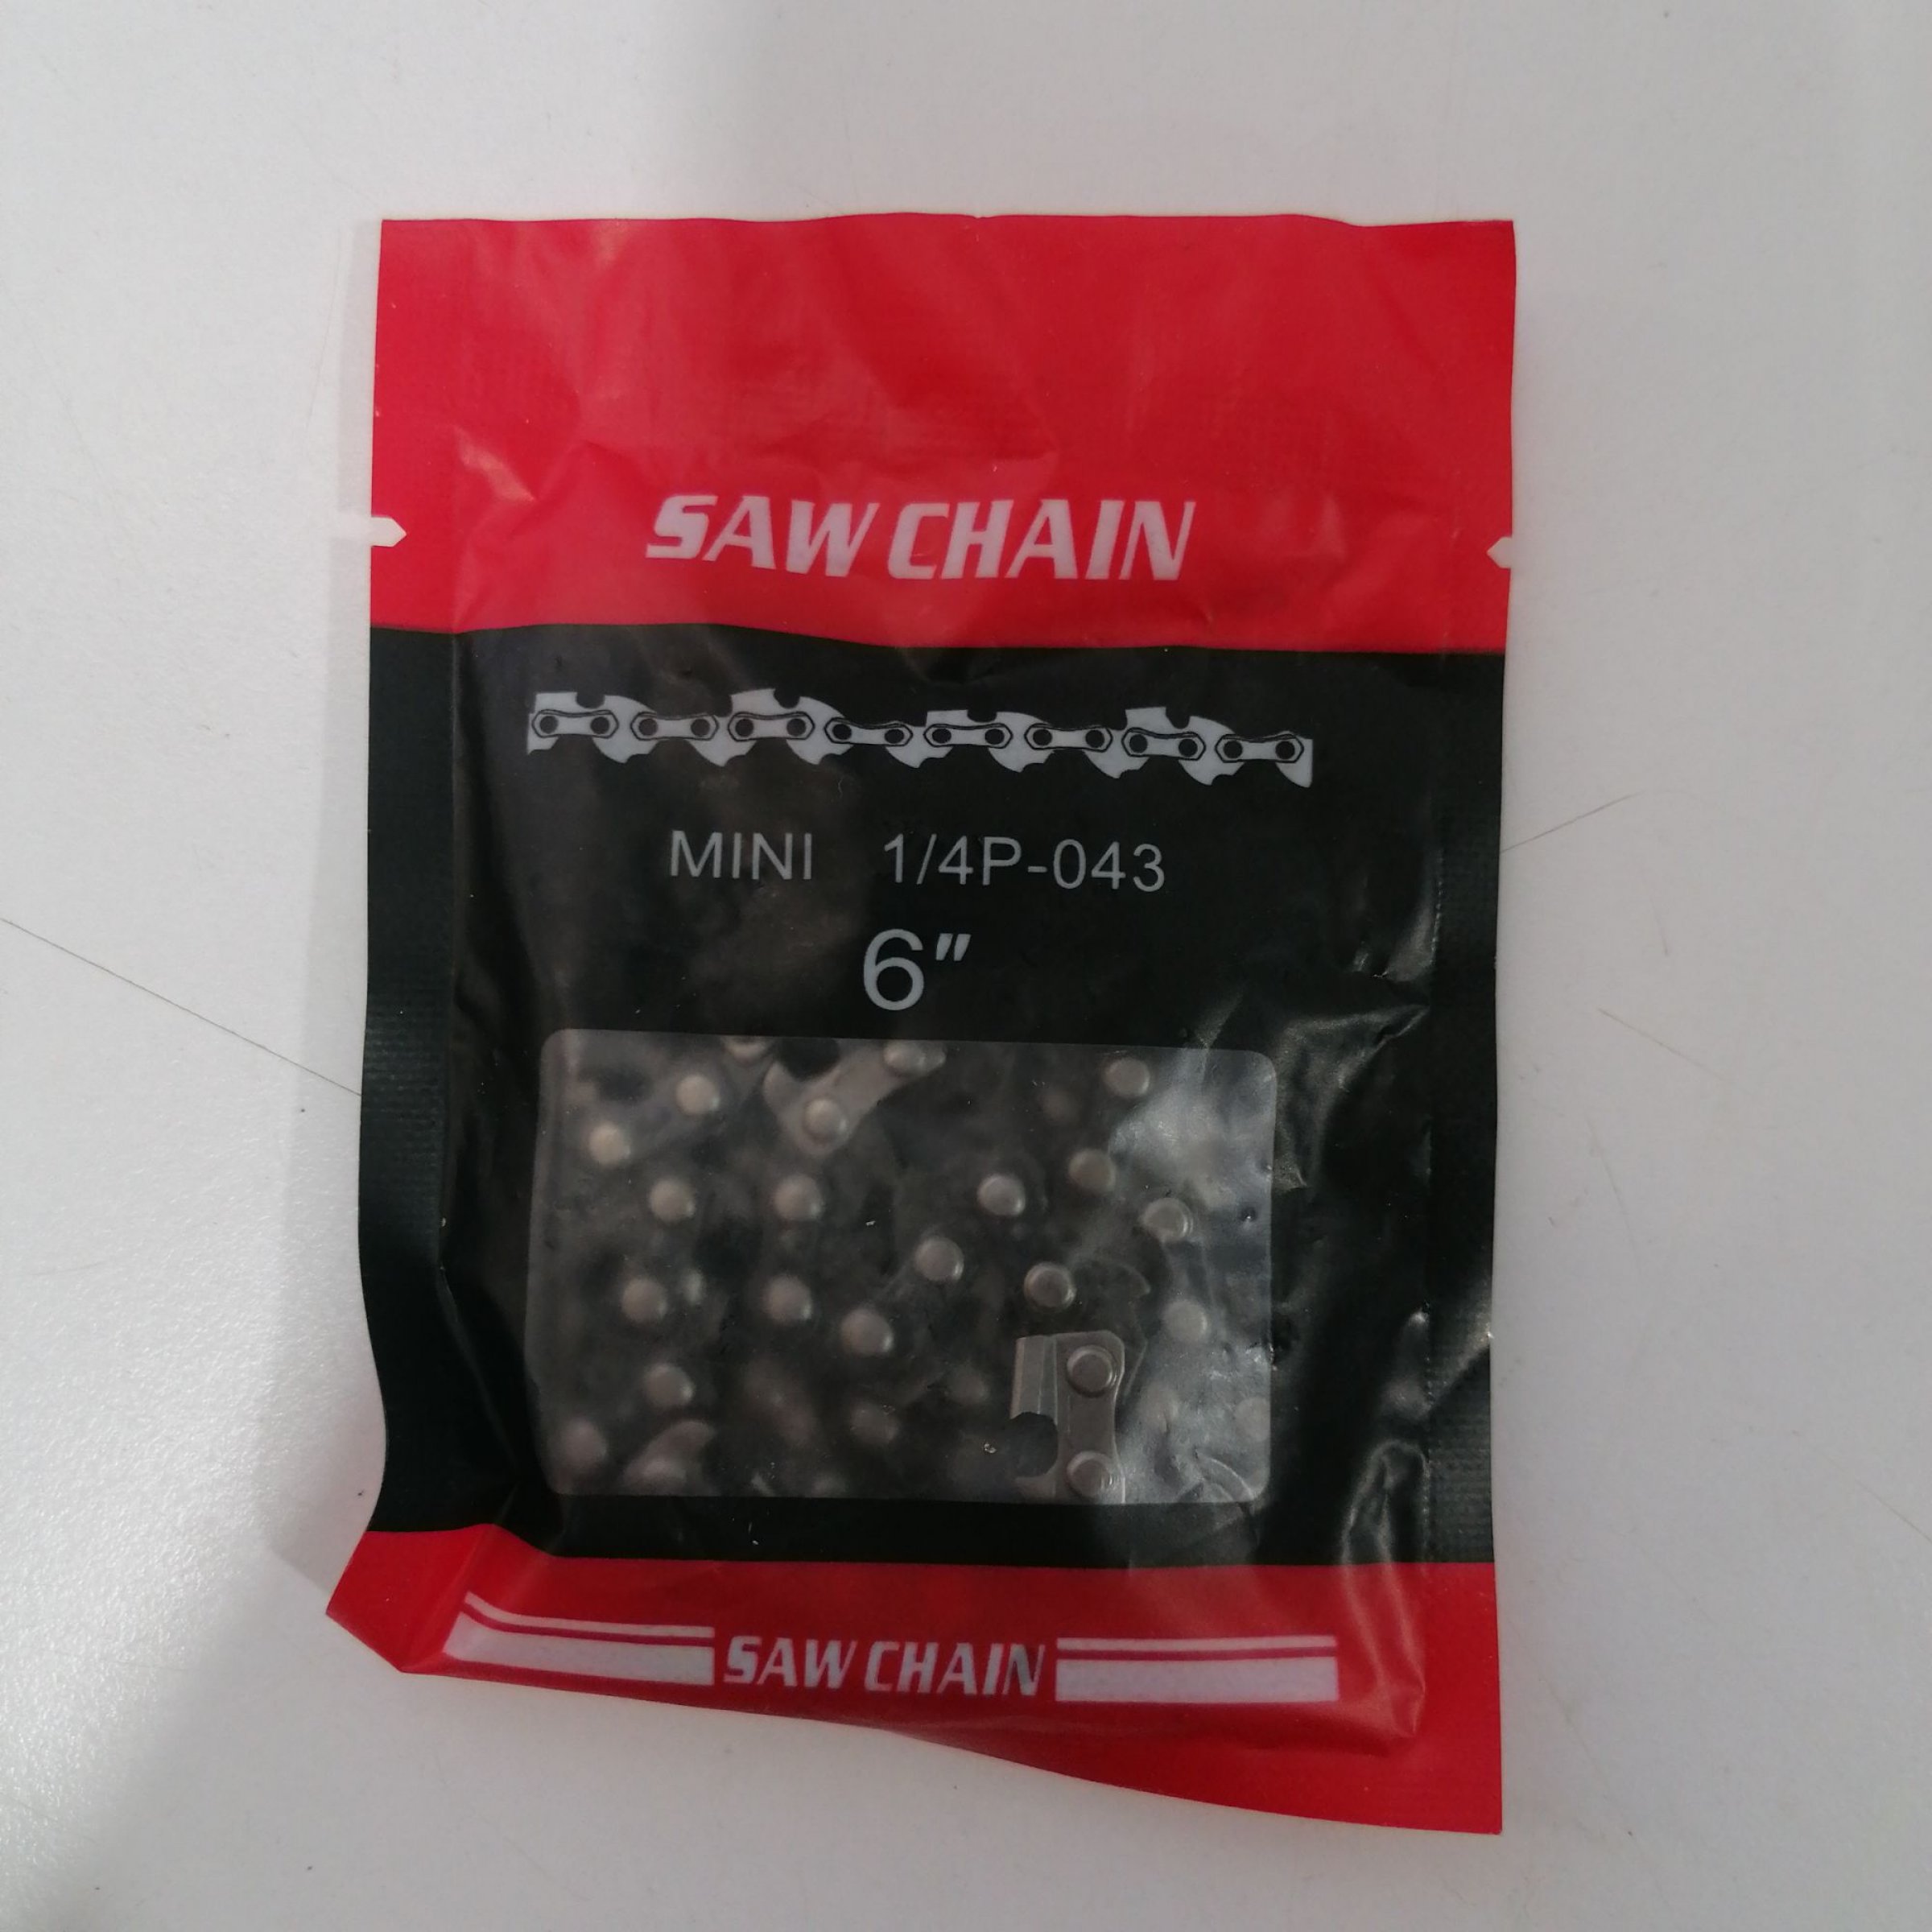 SAW CHAIN
MINI 1/4P-043
6"
SAW CHAIN